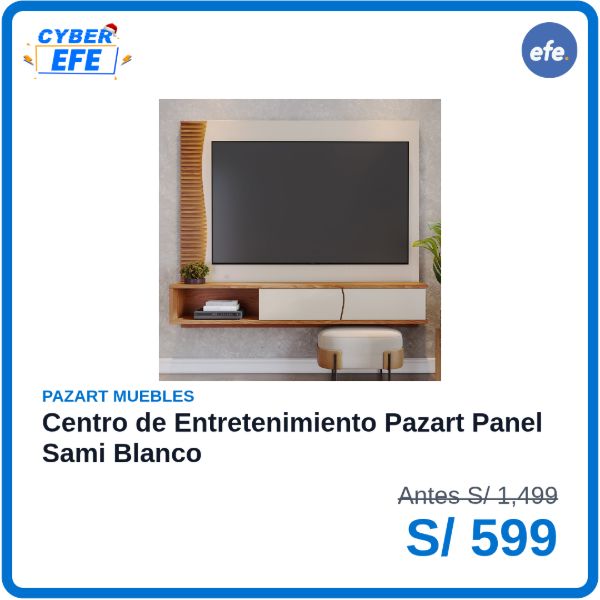 CYBER
EFE
efe.
PAZART MUEBLES
Centro de Entretenimiento Pazart Panel
Sami Blanco
Antes S/ 1,499
S/ 599